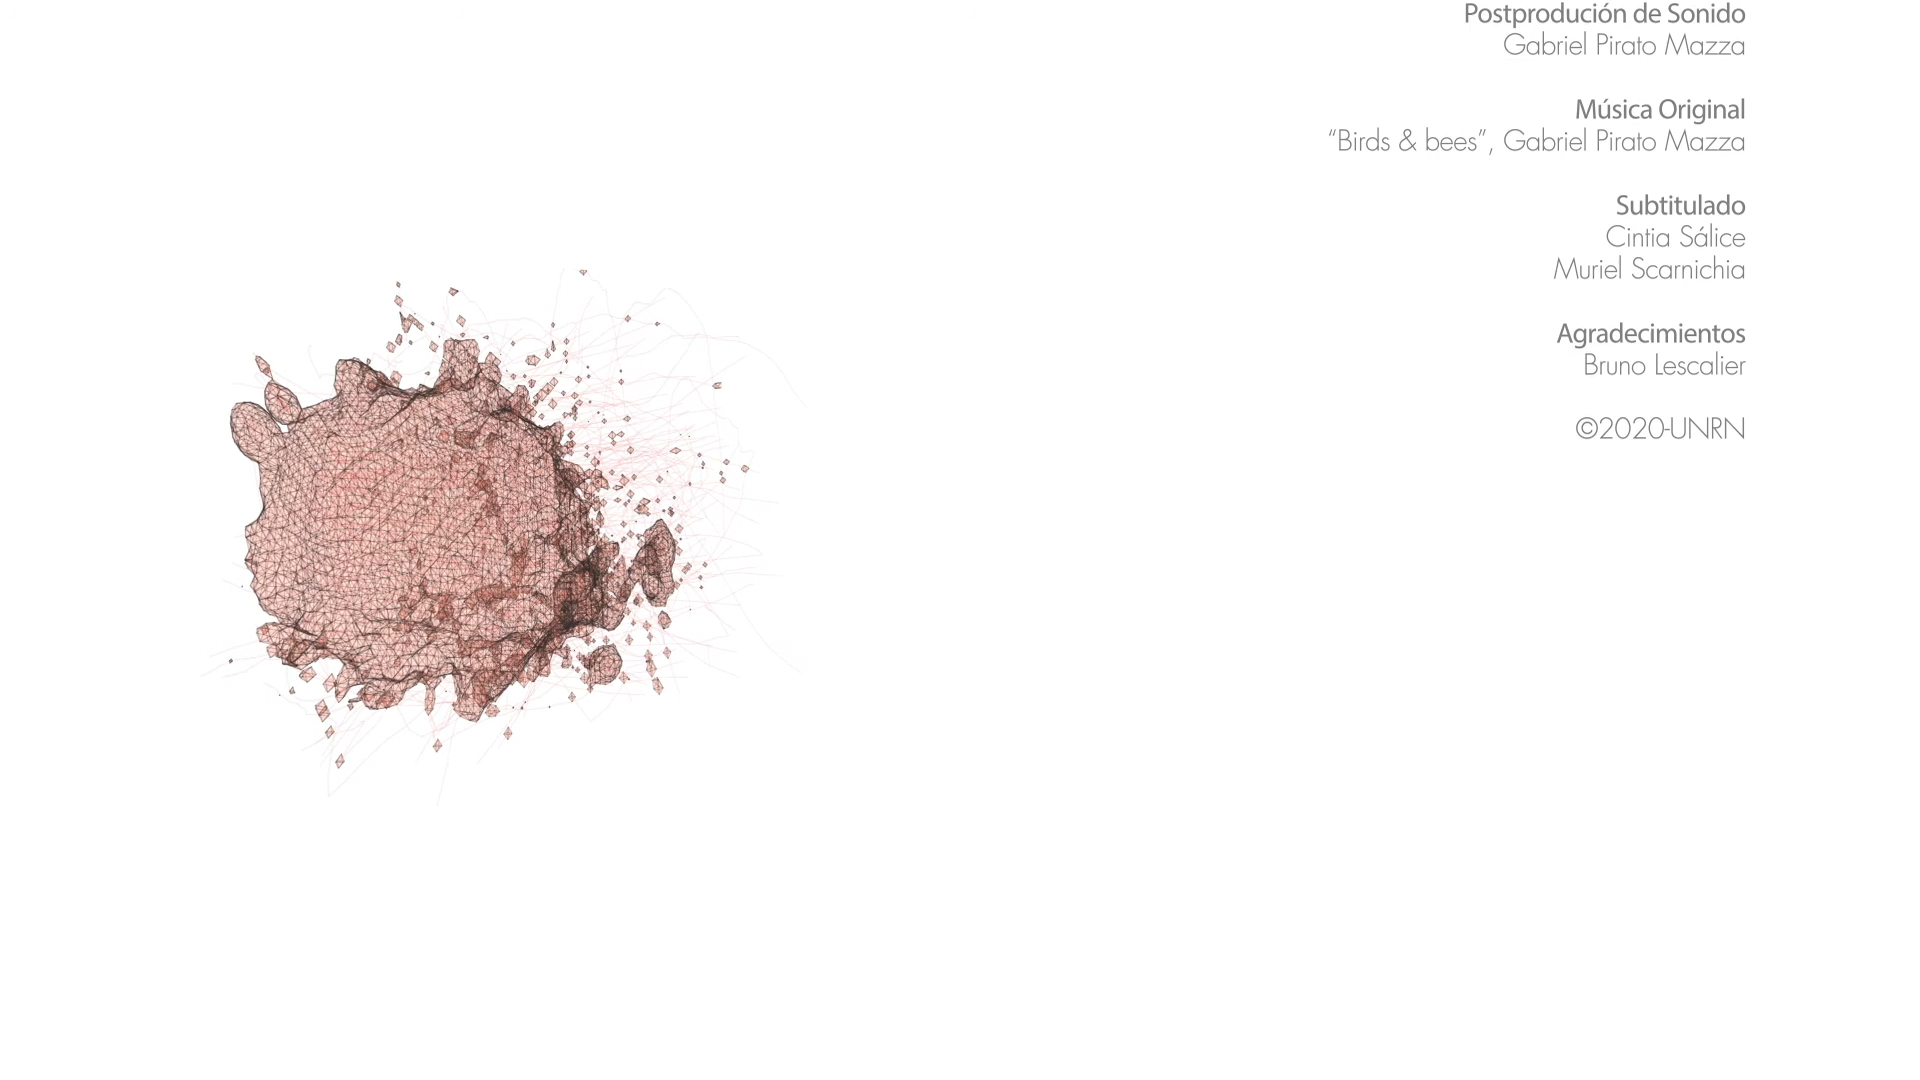 Postprodución de Sonido
Gabriel Pirato Mazza
Música Original
“Birds & bees”, Gabriel Pirato Mazza
Subtitulado
Cintia Sálice
Muriel Scarnichia
Agradecimientos
Bruno Lescalier
©2020-UNRN